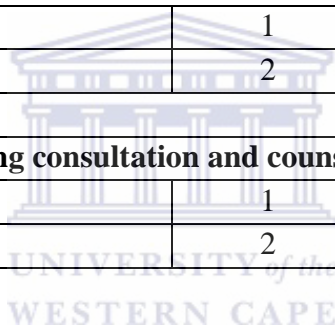 1
2
ng consultation and couns
1
2
UNIVERSITY of the
WESTERN CAPE